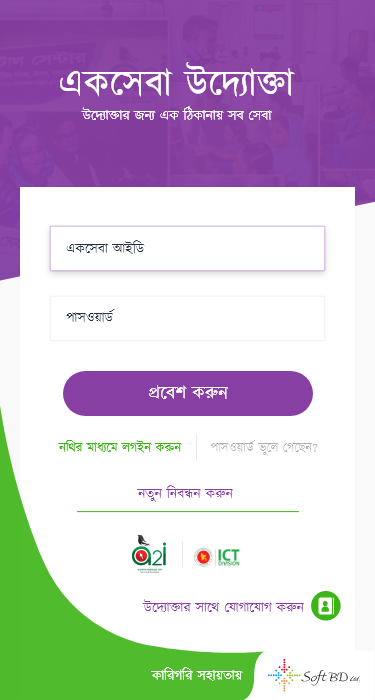 একসেবা উদ্যোক্তা
উদ্যোক্তার জন্য এক ঠিকানায় সব সেবা
একসেবা আইডি
পাসওয়ার্ড
প্রবেশ করুন
নথির মাধ্যমে লগইন করুন
পাসওয়ার্ড ভুলে গেছেন?
নতুন নিবন্ধন করুন
a2i
ICT
DIVISION
উদ্যোক্তার সাথে যোগাযোগ করুন
কারিগরি সহায়তায়
Soft BD Ltd.